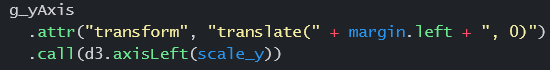 g_yAxis
  .attr("transform", "translate(" + margin.left + ", 0)")
  .call(d3.axisLeft(scale_y))